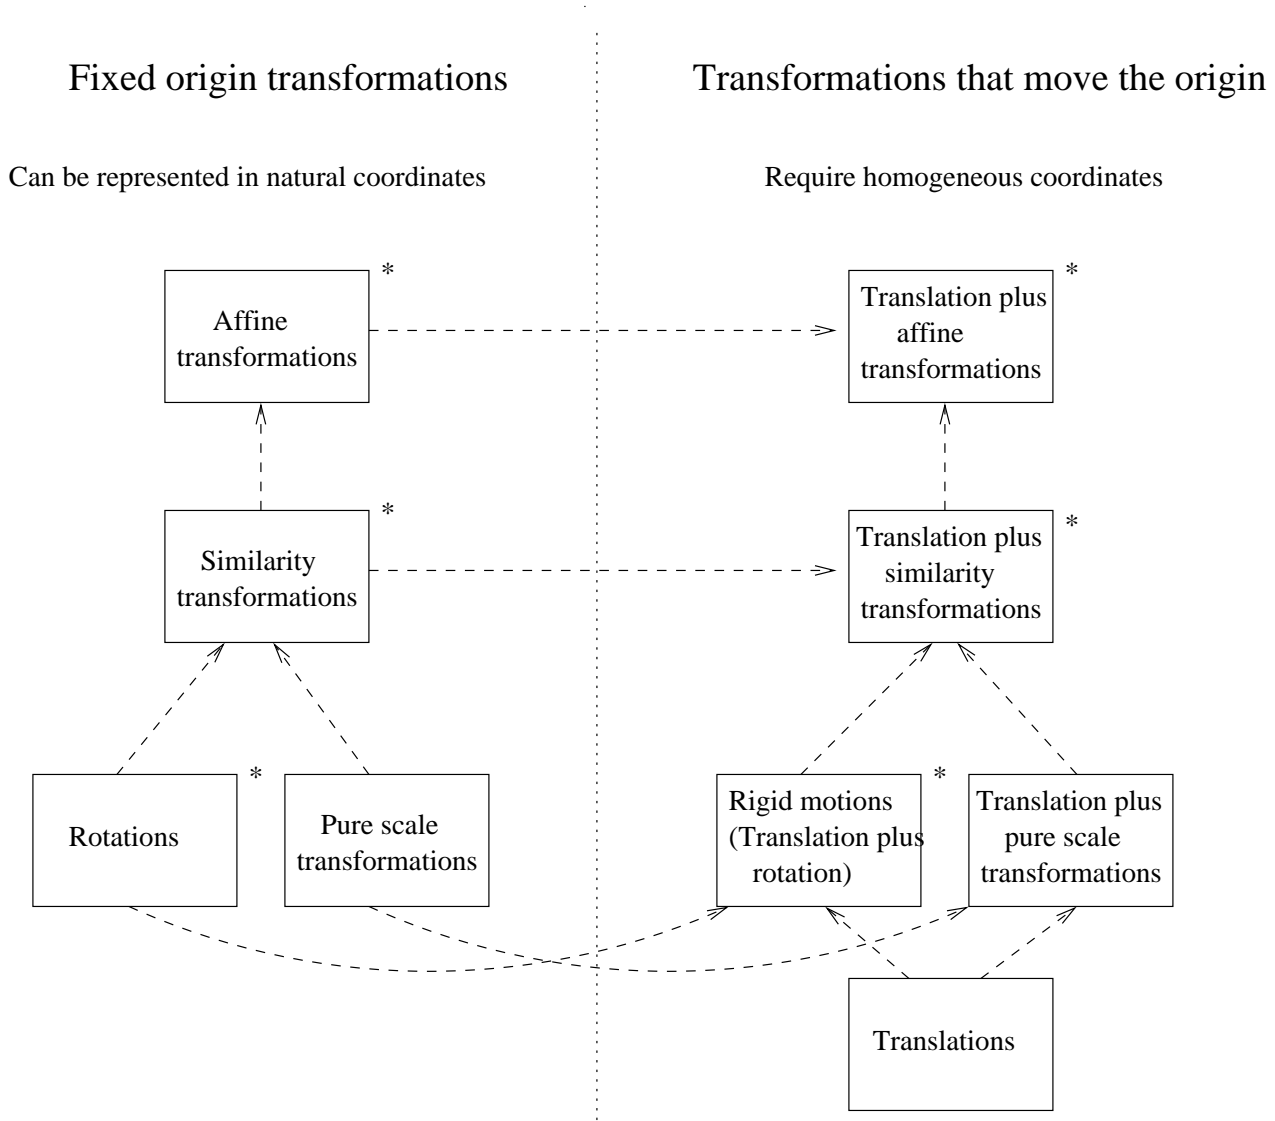 Fixed origin transformations
Transformations that move the origin
Can be represented in natural coordinates
Require homogeneous coordinates
*
Affine
transformations
*
Translation plus
affine
transformations
*
Similarity
transformations
*
Translation plus
similarity
transformations
*
Rotations
Pure scale
transformations
*
Rigid motions
(Translation plus
rotation)
Translation plus
pure scale
transformations
Translations